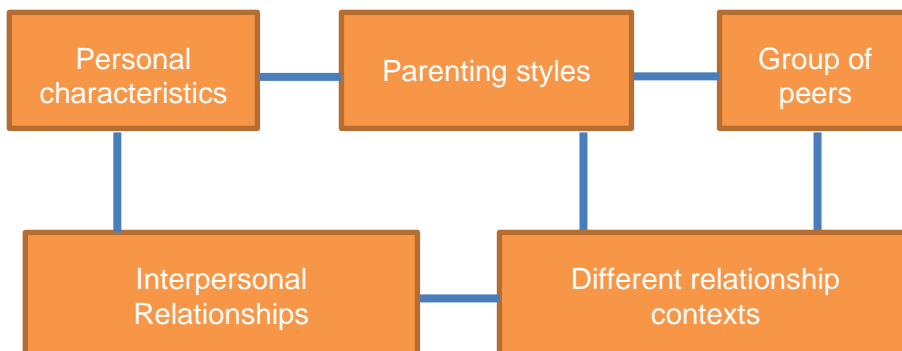 Personal
characteristics
Parenting styles
Group of
peers
Interpersonal
Relationships
Different relationship
contexts